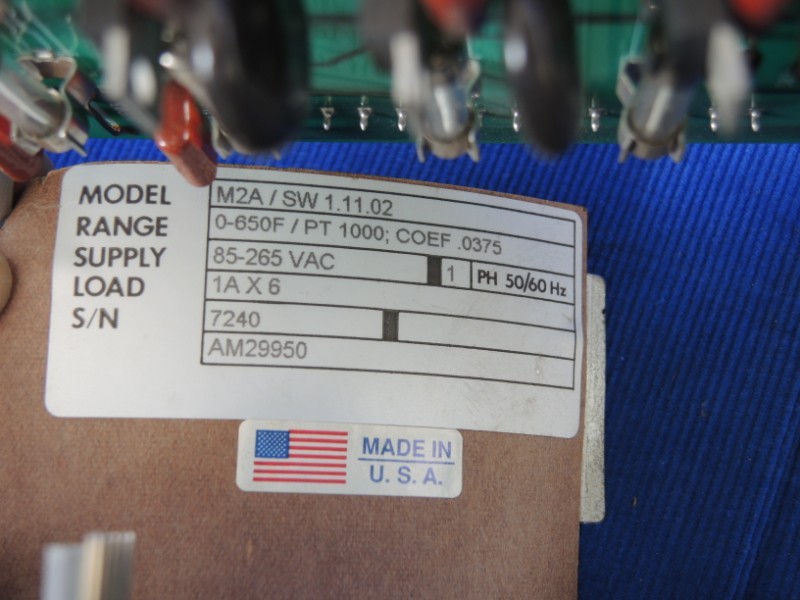 MODEL M2A / SW 1.11.02
RANGE 0-650F / PT 1000; COEF .0375
SUPPLY 85-265 VAC 1 PH 50/60 Hz
LOAD 1A X 6
S/N 7240
AM29950
MADE IN
U.S.A.